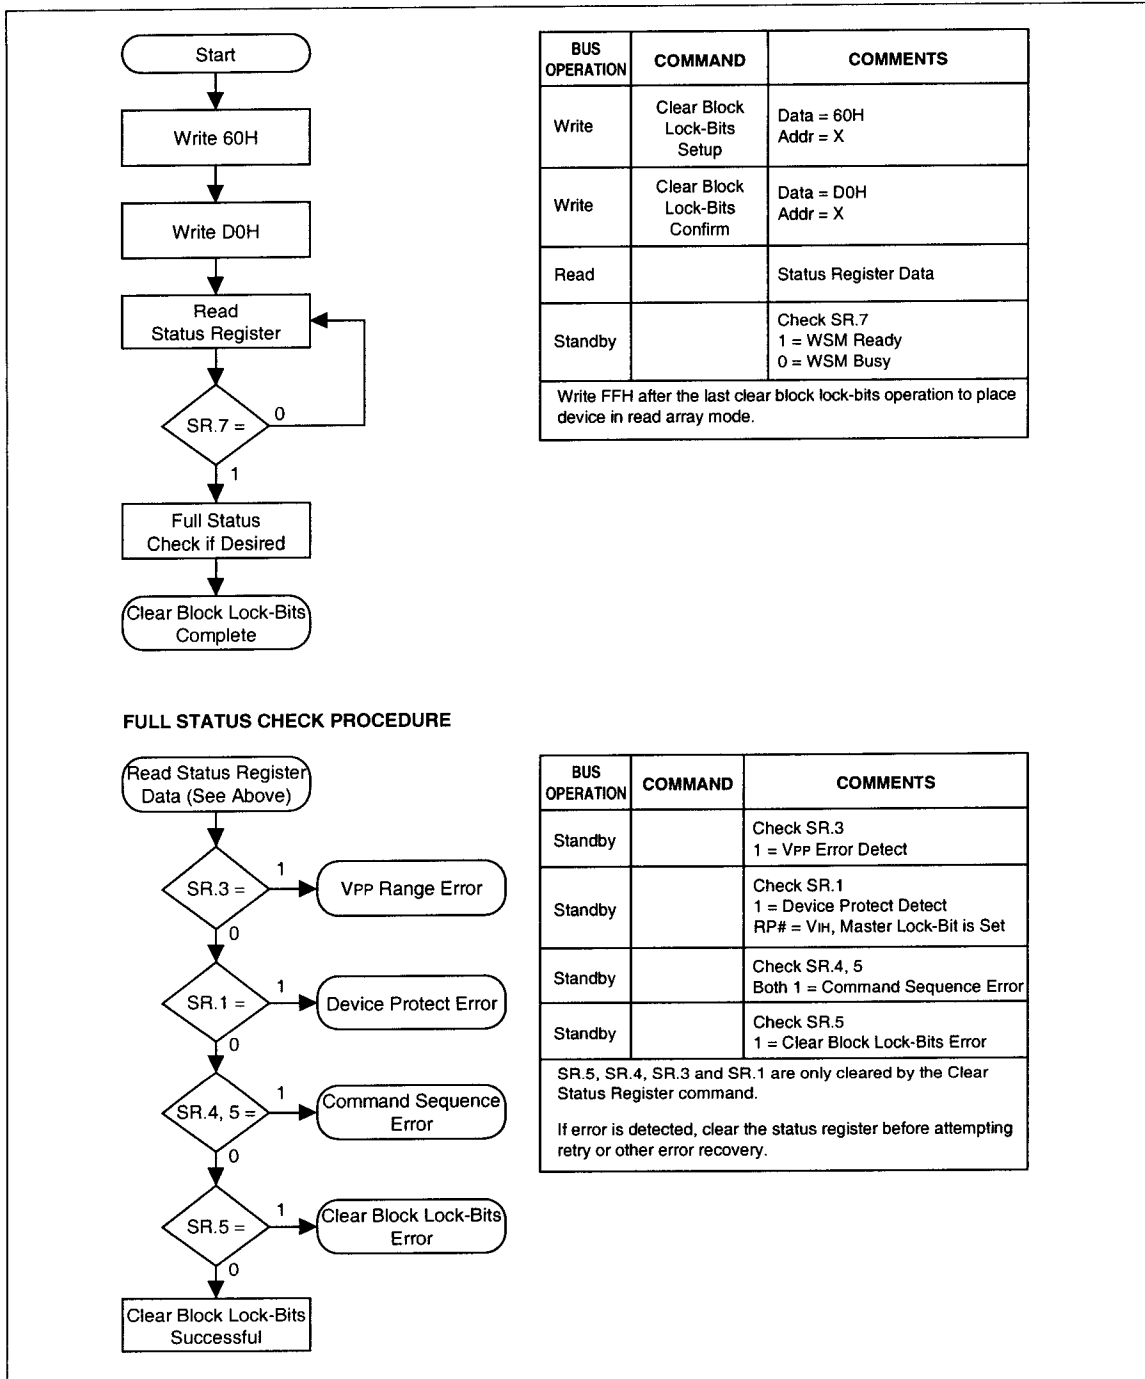 Start
Write 60H
Write D0H
Read
Status Register
SR.7 =
0
1
Full Status
Check if Desired
Clear Block Lock-Bits
Complete
BUS
OPERATION
COMMAND
COMMENTS
Write
Clear Block
Lock-Bits
Setup
Data = 60H
Addr = X
Write
Clear Block
Lock-Bits
Confirm
Data = D0H
Addr = X
Read
Status Register Data
Standby
Check SR.7
1 = WSM Ready
0 = WSM Busy
Write FFH after the last clear block lock-bits operation to place
device in read array mode.
FULL STATUS CHECK PROCEDURE
Read Status Register
Data (See Above)
SR.3 =
1
VPP Range Error
0
SR.1 =
1
Device Protect Error
0
SR.4, 5 =
1
Command Sequence
Error
0
SR.5 =
1
Clear Block Lock-Bits
Error
0
Clear Block Lock-Bits
Successful
BUS
OPERATION
COMMAND
COMMENTS
Standby
Check SR.3
1 = VPP Error Detect
Standby
Check SR.1
1 = Device Protect Detect
RP# = VIH, Master Lock-Bit is Set
Standby
Check SR.4, 5
Both 1 = Command Sequence Error
Standby
Check SR.5
1 = Clear Block Lock-Bits Error
SR.5, SR.4, SR.3 and SR.1 are only cleared by the Clear
Status Register command.
If error is detected, clear the status register before attempting
retry or other error recovery.